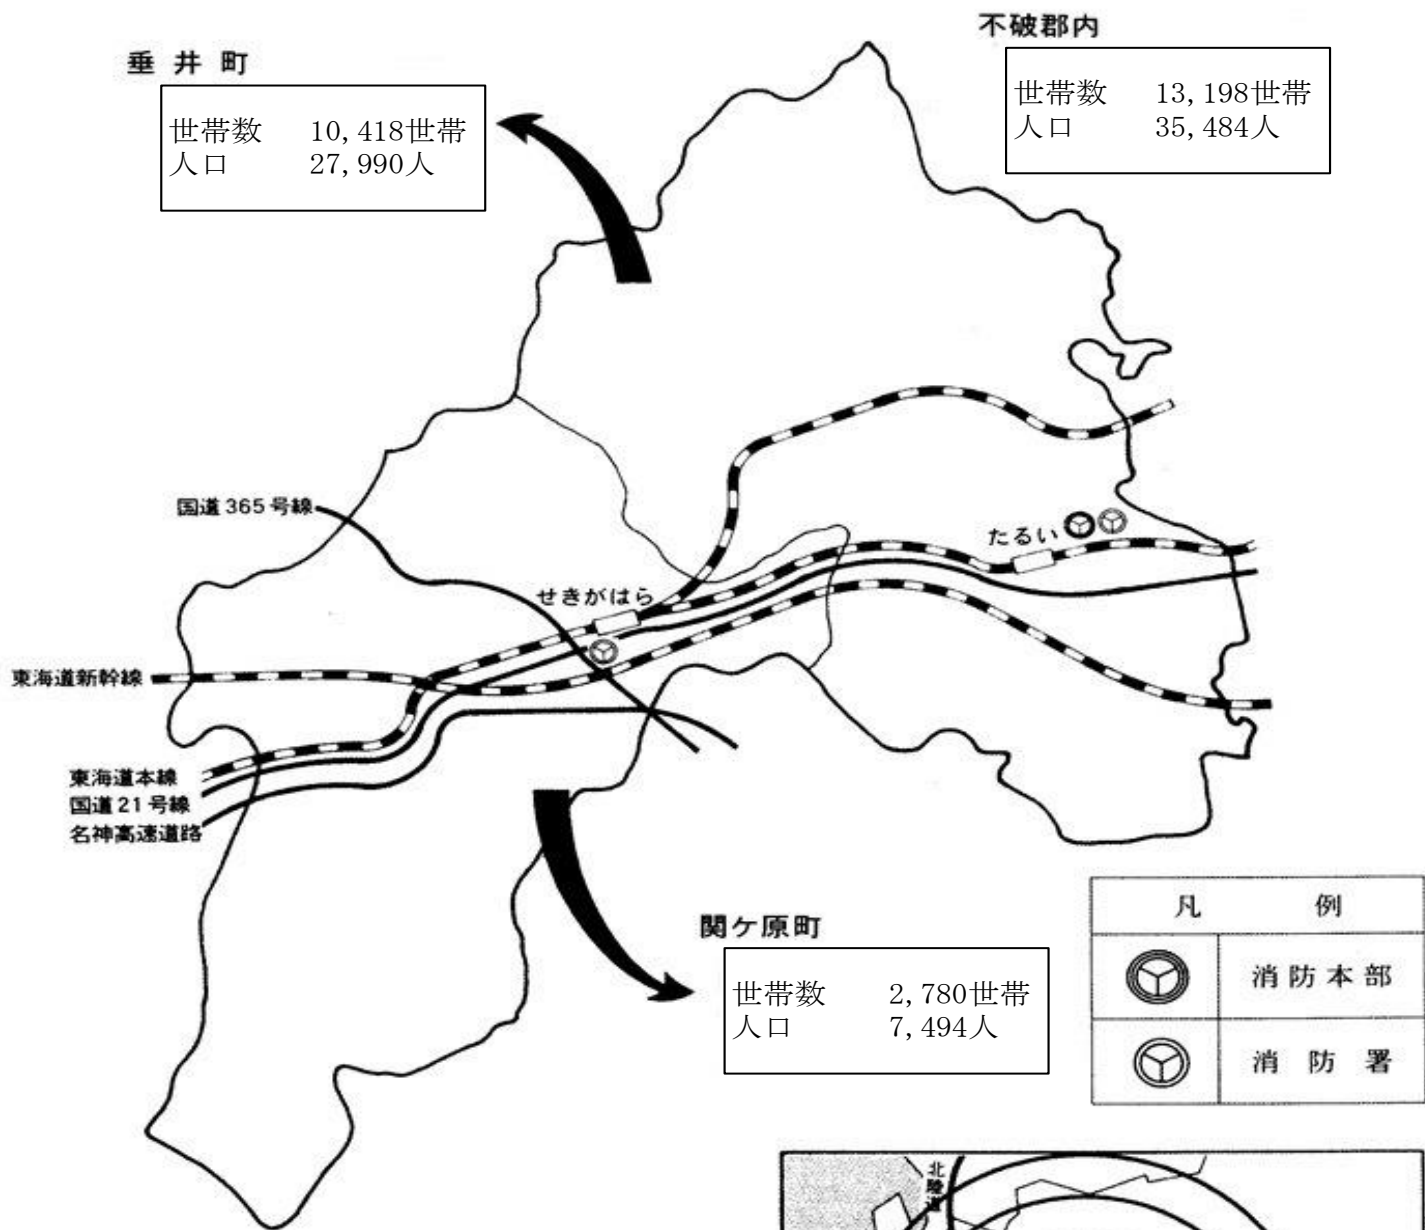 不破郡内
世帯数 13,198世帯
人口 35,484人
垂井町
世帯数 10,418世帯
人口 27,990人
国道365号線
たるい
せきがはら
東海道新幹線
東海道本線
国道21号線
名神高速道路
関ケ原町
世帯数 2,780世帯
人口 7,494人
凡例
消防本部
消防署
北陸道